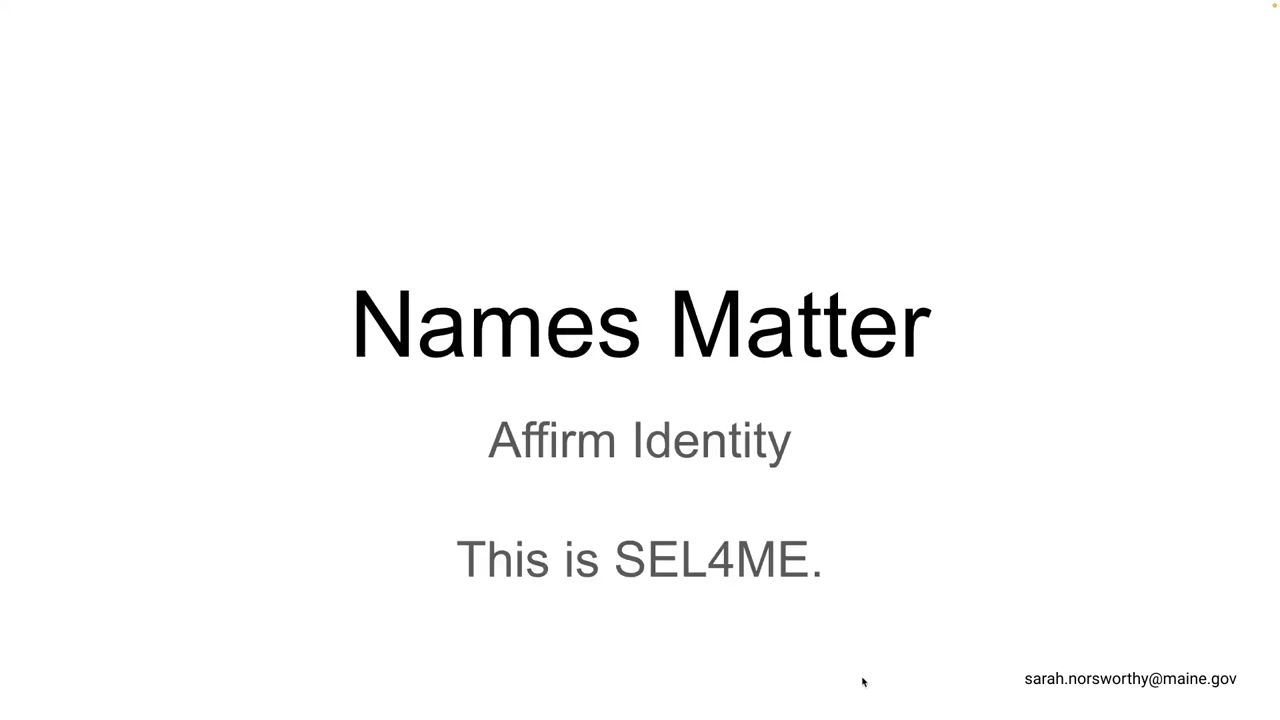 Names Matter
Affirm Identity
This is SEL4ME.
sarah.norsworthy@maine.gov